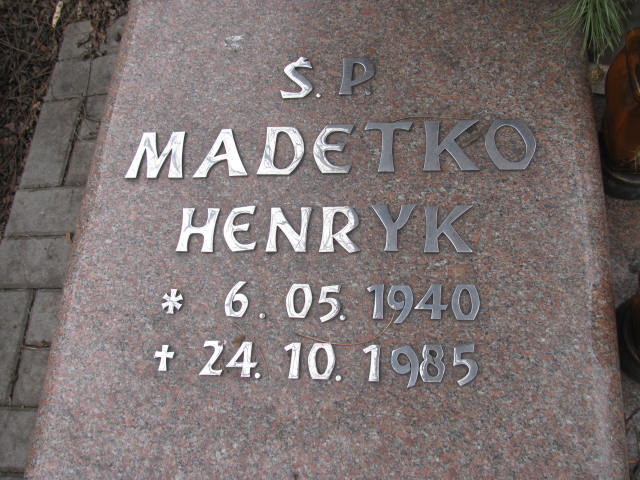 Ś. P.
MADETKO
HENRYK
* 6. 05. 1940
† 24. 10. 1985